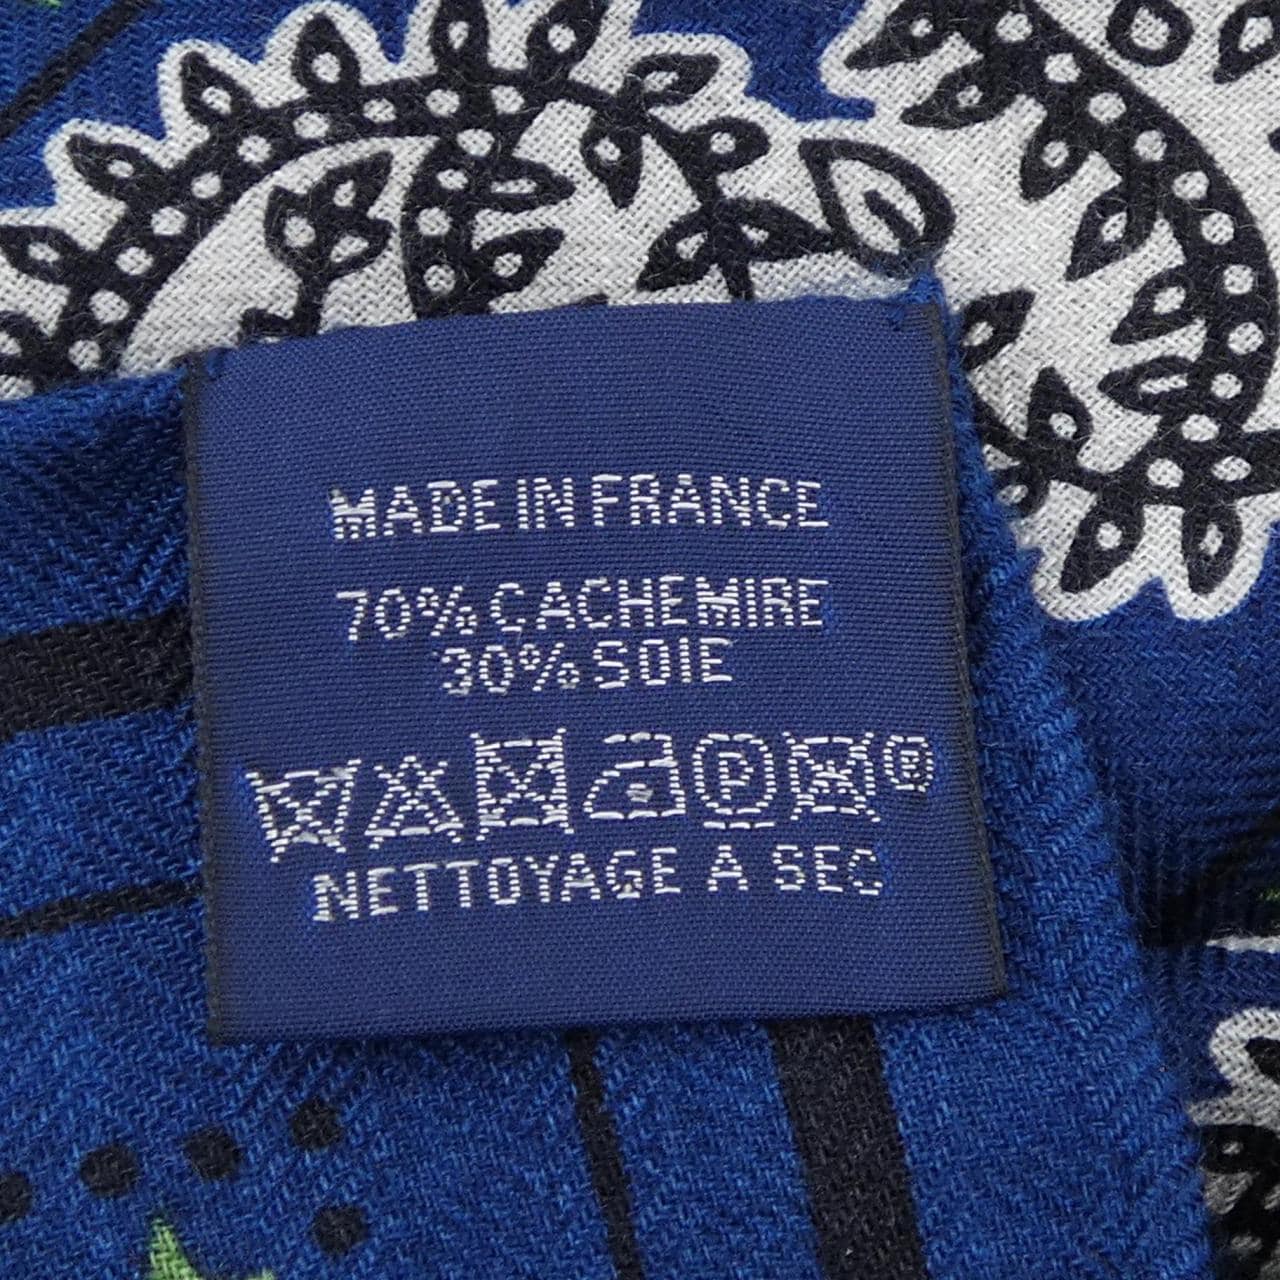 MADE IN FRANCE
70% CACHEMIRE
30% SOIE
P ®
NETTOYAGE A SEC